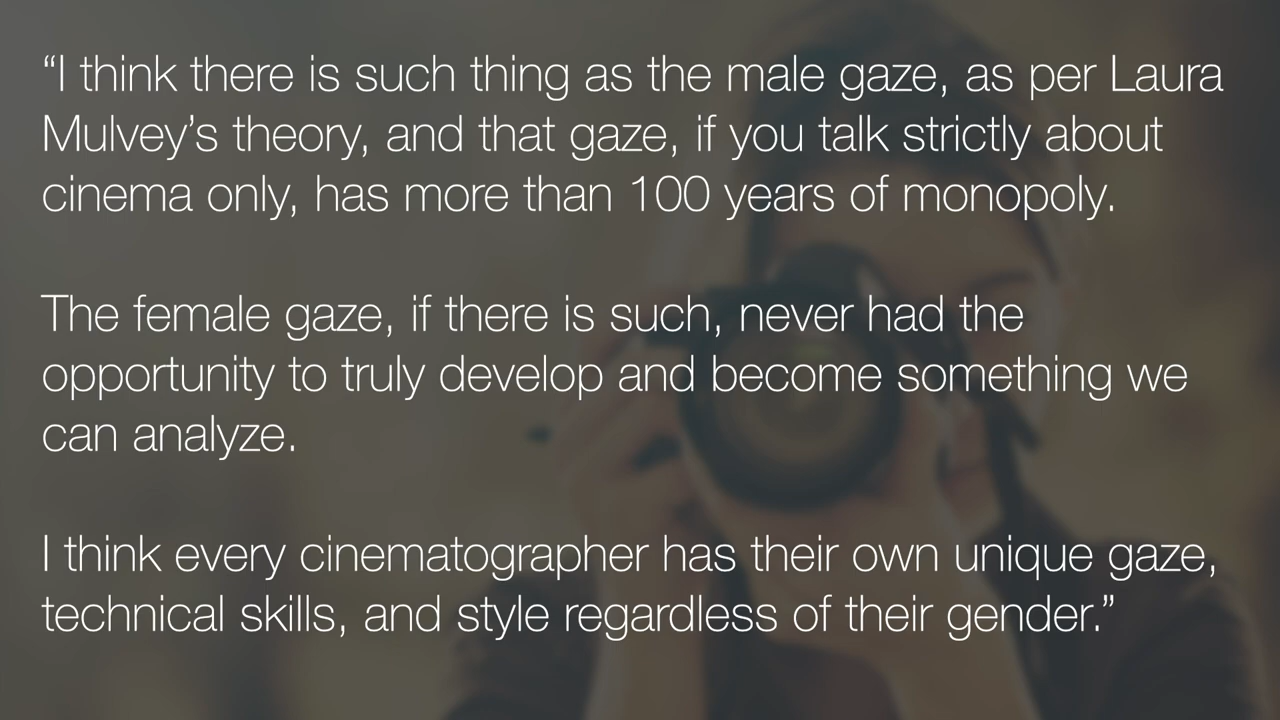 “I think there is such thing as the male gaze, as per Laura
Mulvey’s theory, and that gaze, if you talk strictly about
cinema only, has more than 100 years of monopoly.
The female gaze, if there is such, never had the
opportunity to truly develop and become something we
can analyze.
I think every cinematographer has their own unique gaze,
technical skills, and style regardless of their gender.”